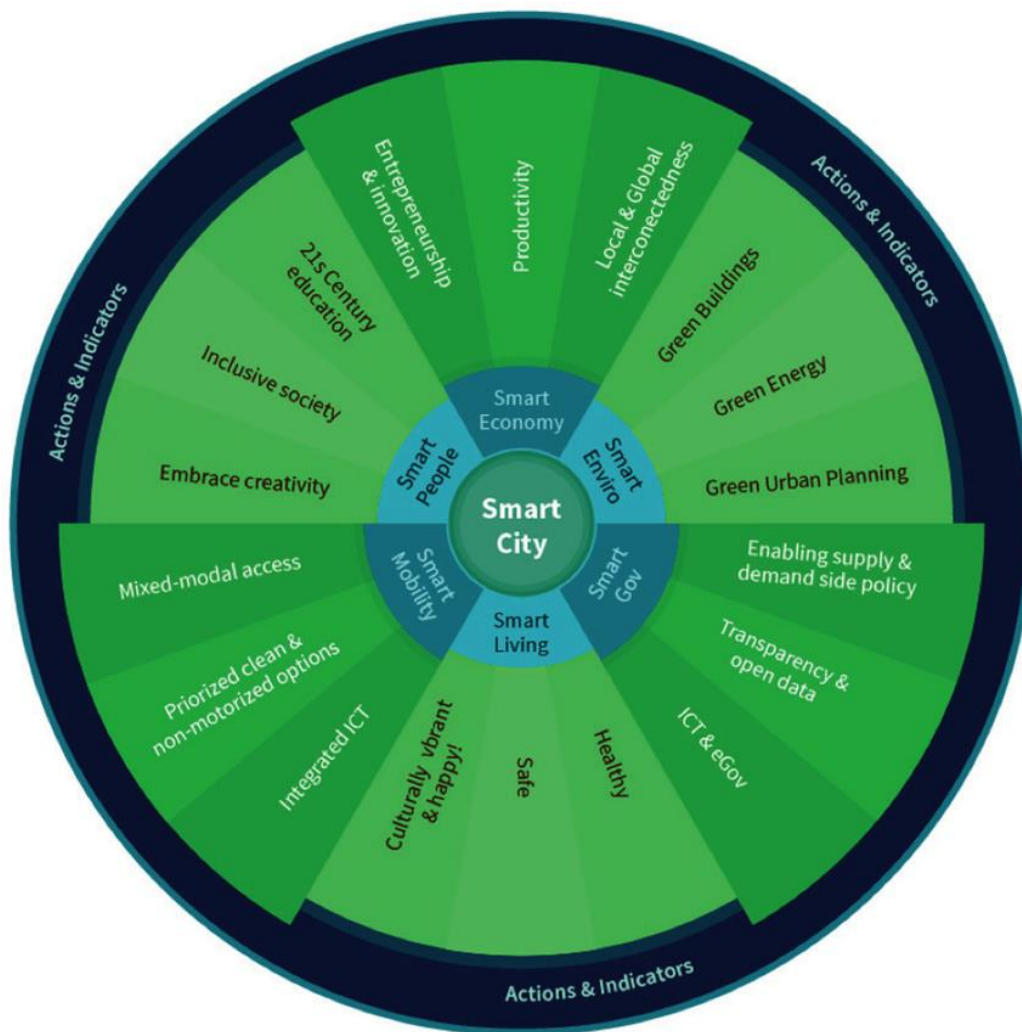 Smart
City
Smart
Economy
Entrepreneurship
& innovation
Productivity
Local & Global
interconnectedness
Smart
Enviro
Green Buildings
Green Energy
Green Urban Planning
Smart
Gov
Enabling supply &
demand side policy
Transparency &
open data
ICT & eGov
Smart
Living
Healthy
Safe
Culturally vbrant
& happy!
Smart
Mobility
Integrated ICT
Priorized clean &
non-motorized options
Mixed-modal access
Smart
People
Embrace creativity
Inclusive society
21s Century
education
Actions & Indicators
Actions & Indicators
Actions & Indicators